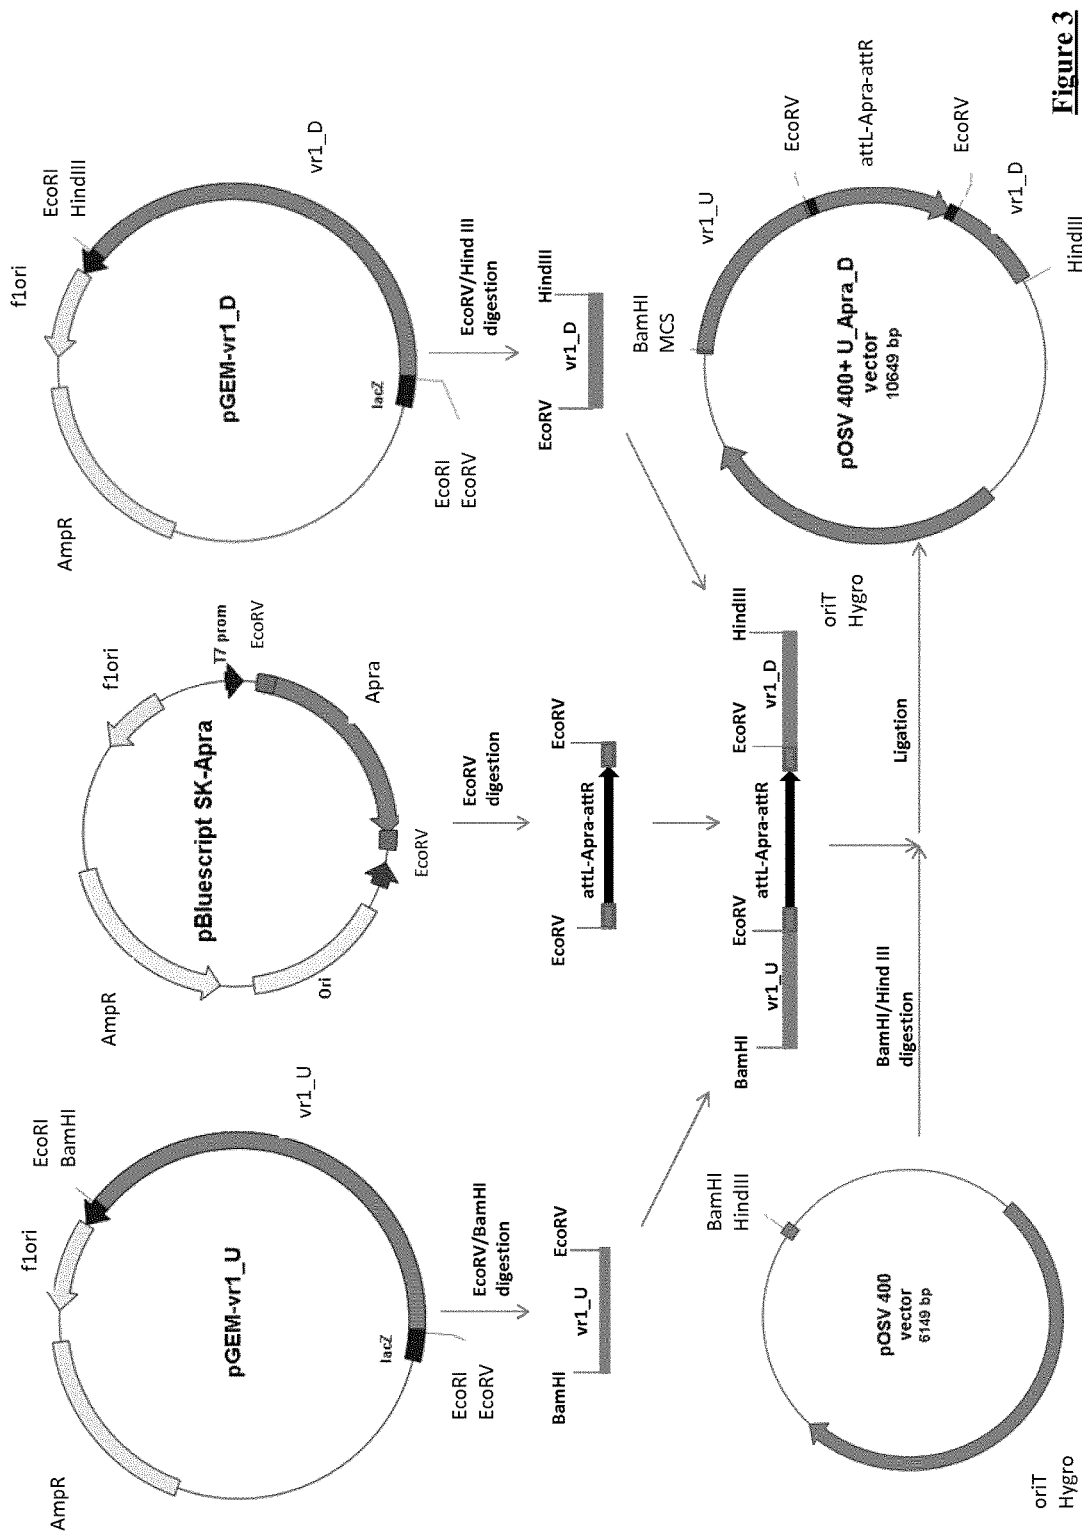 AmpR
f1ori
EcoRI
BamHI
pGEM-vr1_U
vr1_U
lacZ
EcoRI
EcoRV
EcoRV/BamHI
digestion
BamHI
EcoRV
vr1_U
AmpR
f1ori
T7 prom
EcoRV
pBluescript SK-Apra
Apra
Ori
EcoRV
EcoRV
digestion
EcoRV
EcoRV
attL-Apra-attR
AmpR
f1ori
EcoRI
HindIII
pGEM-vr1_D
vr1_D
lacZ
EcoRI
EcoRV
EcoRV/Hind III
digestion
EcoRV
HindIII
vr1_D
BamHI
EcoRV
EcoRV
HindIII
vr1_U
attL-Apra-attR
vr1_D
BamHI
HindIII
pOSV 400
vector
6149 bp
oriT
Hygro
BamHI/Hind III
digestion
Ligation
BamHI
MCS
vr1_U
EcoRV
attL-Apra-attR
EcoRV
vr1_D
HindIII
pOSV 400+ U_Apra_D
vector
10649 bp
oriT
Hygro
Figure 3